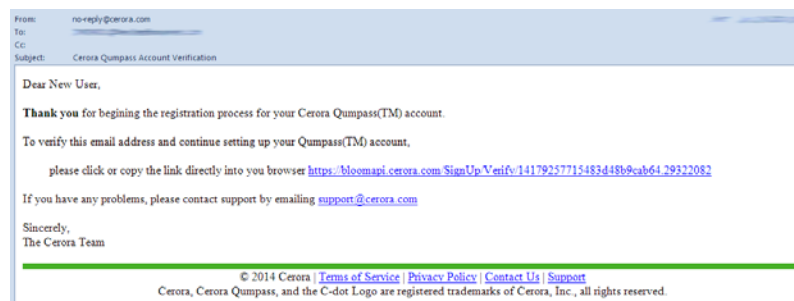 From: no-reply@cerora.com
To:
Cc:
Subject: Cerora Qumpass Account Verification
Dear New User,
Thank you for begining the registration process for your Cerora Qumpass(TM) account.
To verify this email address and continue setting up your Qumpass(TM) account,
please click or copy the link directly into you browser https://bloomapi.cerora.com/SignUp/Verify/14179257715483d48b9cab64.29322082
If you have any problems, please contact support by emailing support@cerora.com
Sincerely,
The Cerora Team
© 2014 Cerora | Terms of Service | Privacy Policy | Contact Us | Support
Cerora, Cerora Qumpass, and the C-dot Logo are registered trademarks of Cerora, Inc., all rights reserved.